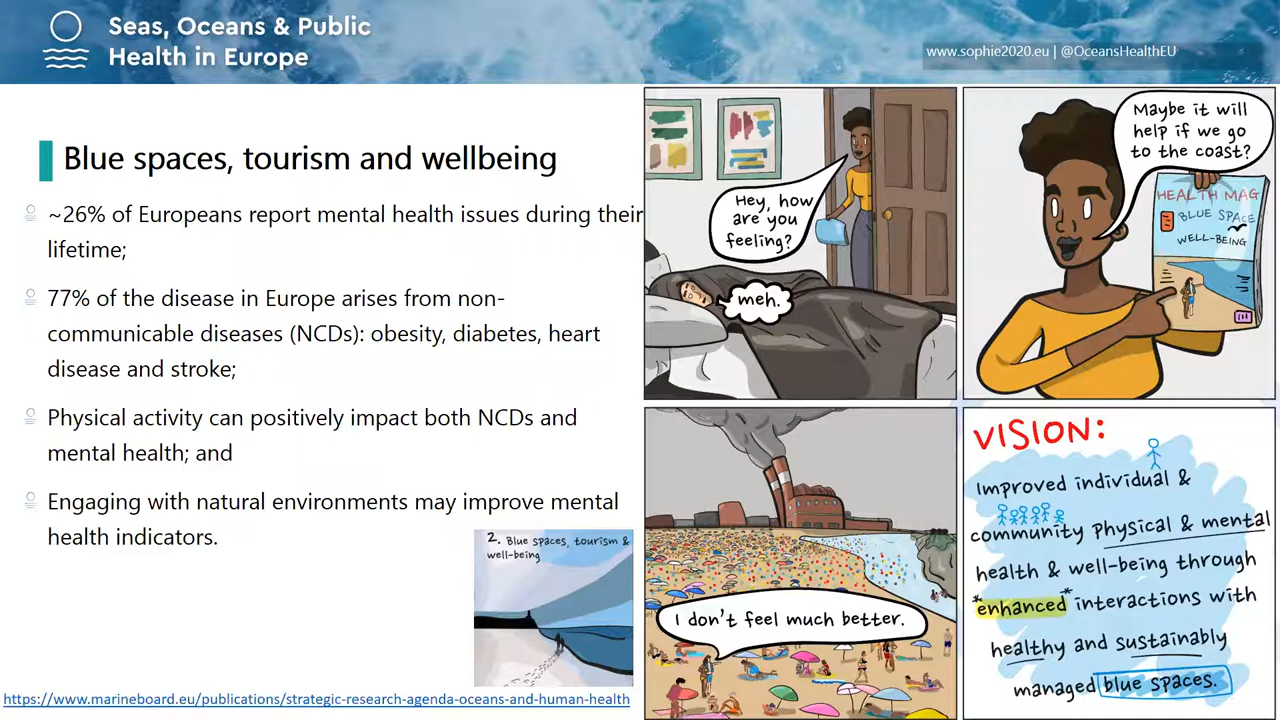 Seas, Oceans & Public
Health in Europe
www.sophie2020.eu | @OceansHealthEU
Blue spaces, tourism and wellbeing
~26% of Europeans report mental health issues during their
lifetime;
77% of the disease in Europe arises from non-
communicable diseases (NCDs): obesity, diabetes, heart
disease and stroke;
Physical activity can positively impact both NCDs and
mental health; and
Engaging with natural environments may improve mental
health indicators.
2. Blue spaces, tourism &
well-being
https://www.marineboard.eu/publications/strategic-research-agenda-oceans-and-human-health
Hey, how
are you
feeling?
meh.
Maybe it will
help if we go
to the coast?
HEALTH MAG
BLUE SPACE
WELL-BEING
I don't feel much better.
VISION:
Improved individual &
community physical & mental
health & well-being through
*enhanced* interactions with
healthy and sustainably
managed blue spaces.